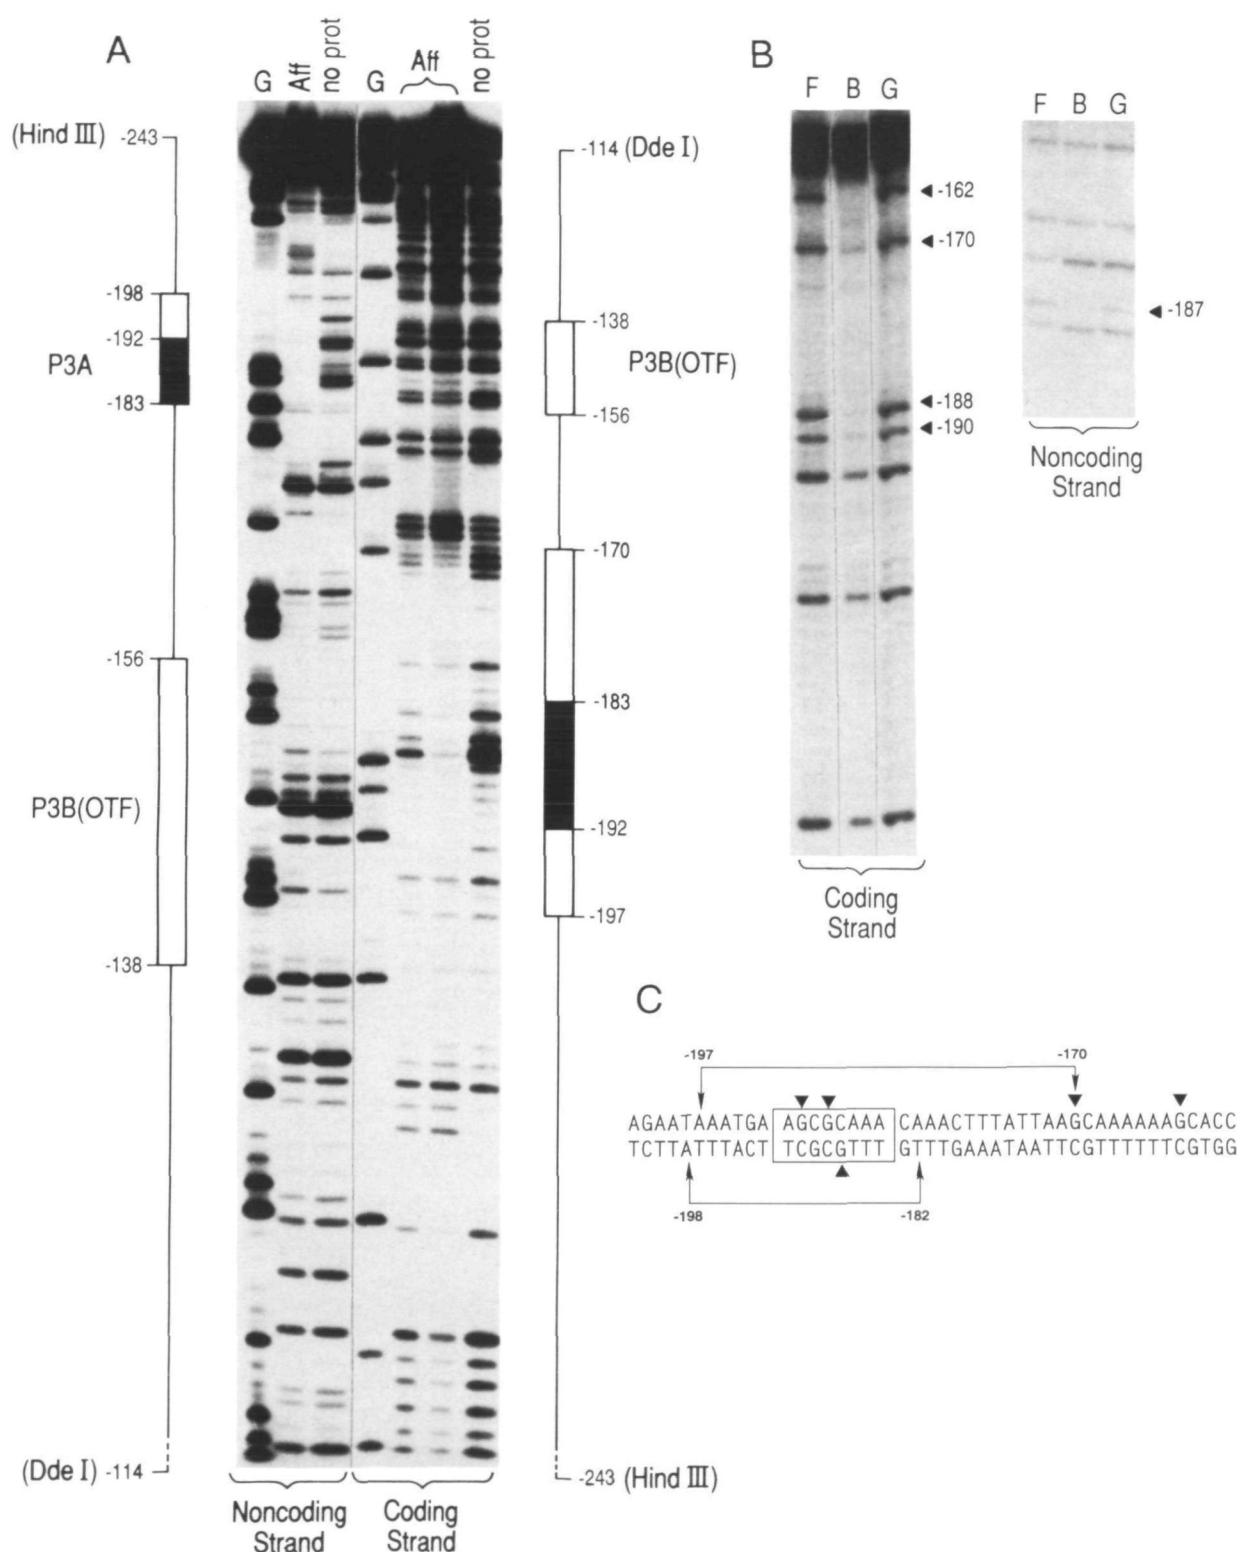 A
G
Aff
no prot
G
Aff
no prot
(Hind III) -243
-198
-192
P3A
-183
-156
P3B(OTF)
-138
(Dde I) -114
Noncoding
Strand
Coding
Strand
-114 (Dde I)
-138
P3B(OTF)
-156
-170
-183
-192
-197
-243 (Hind III)
B
F B G
-162
-170
-188
-190
Coding
Strand
F B G
-187
Noncoding
Strand
C
-197 -170
AGAATAAATGA AGCGCAAA CAAACTTTATTAAGCAAAAAAGCACC
TCTTATTTACT TCGCGTTT GTTTGAAATAATTCGTTTTTTCGTGG
-198 -182